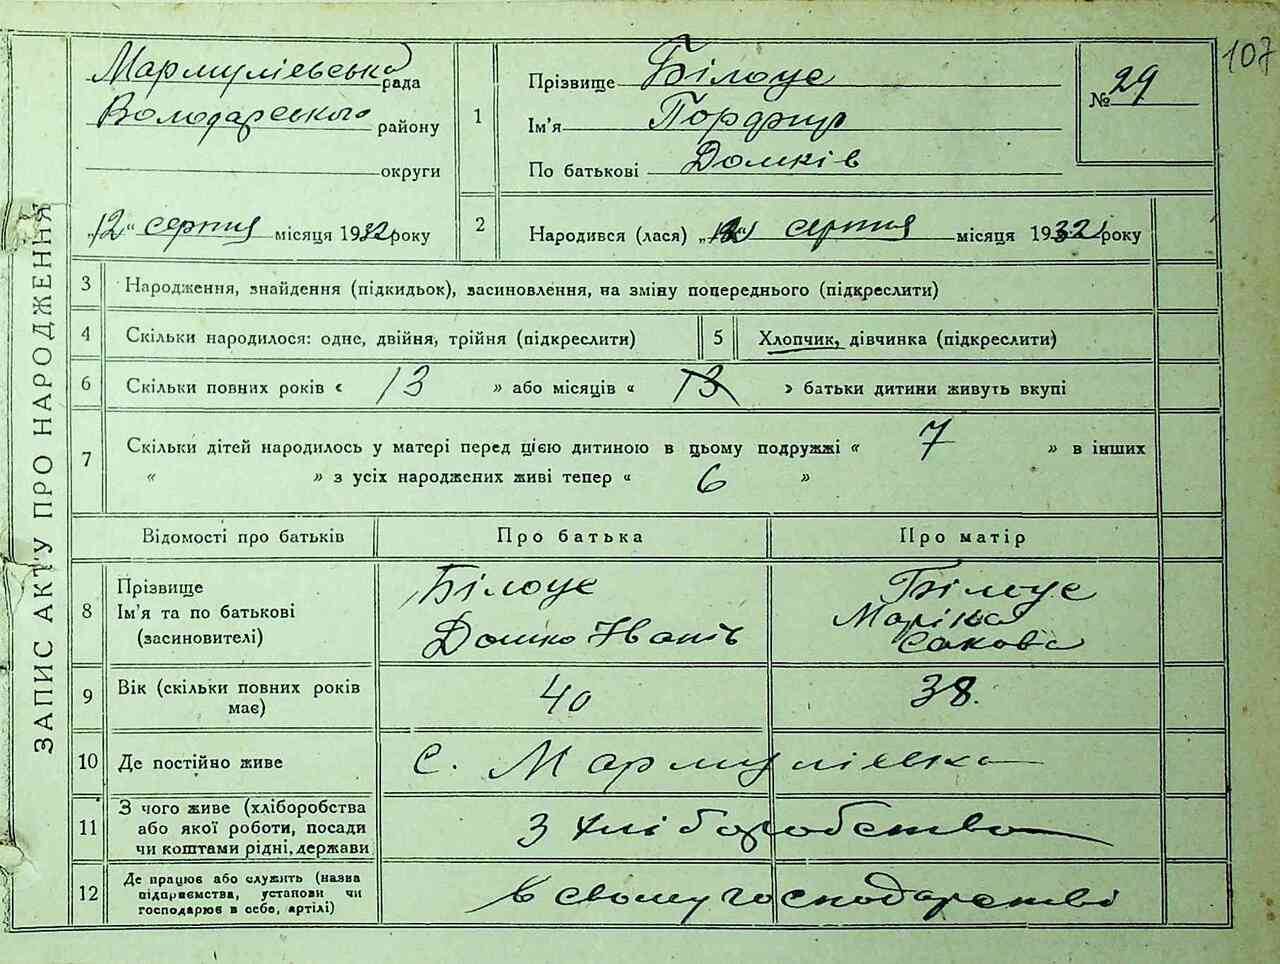 107
ЗАПИС АКТУ ПРО НАРОДЖЕННЯ
Мармуліевська рада
Володарського району
округи
„12“ серпня місяця 1932 року
1
Прізвище Білоус
Ім'я Порфир
По батькові Домків
№ 29
2
Народився (лася) „ “ серпня місяця 1932 року
3 Народження, знайдення (підкидьок), засиновлення, на зміну попереднього (підкреслити)
4 Скільки народилося: одне, двійня, трійня (підкреслити)
5 Хлопчик, дівчинка (підкреслити)
6 Скільки повних років « 13 » або місяців « 13 » батьки дитини живуть вкупі
7 Скільки дітей народилось у матері перед цією дитиною в цьому подружжі « 7 » в інших
« » з усіх народжених живі тепер « 6 »
Відомості про батьків Про батька Про матір
8 Прізвище
Ім'я та по батькові
(засиновителі)
Білоус
Домко Іванів
Білоус
Маріна
Сакова
9 Вік (скільки повних років
має)
40 38.
10 Де постійно живе с. Мармуліевка
11 З чого живе (хліборобства
або якої роботи, посади
чи коштами рідні, держави
З хліборобства
12 Де працює або служить (назва
підприємства, установи чи
господарює в себе, артілі)
в свому господарстві